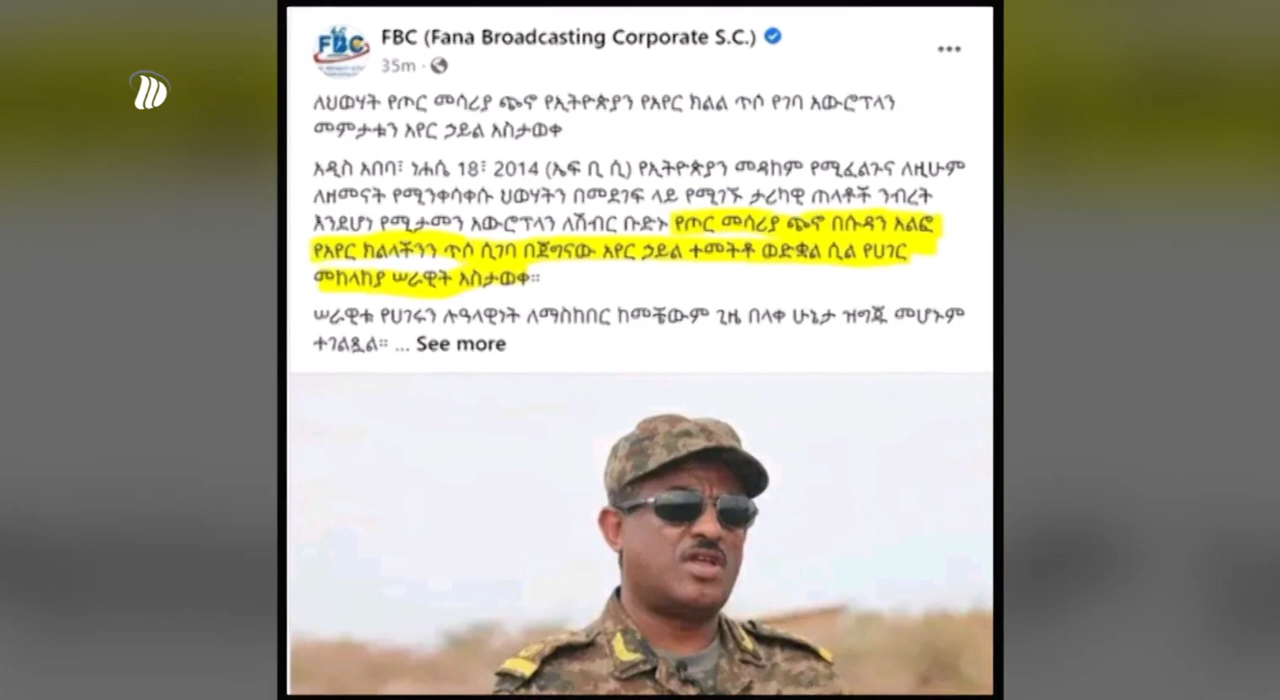 FBC
FBC (Fana Broadcasting Corporate S.C.)
35m ·
ለህወሃት የጦር መሳሪያ ጭኖ የኢትዮጵያን የአየር ክልል ጥሶ የገባ አውሮፕላን
መምታቱን አየር ኃይል አስታወቀ
አዲስ አበባ፣ ነሐሴ 18፣ 2014 (ኤፍ ቢ ሲ) የኢትዮጵያን መዳከም የሚፈልጉና ለዚሁም
ለዘመናት የሚንቀሳቀሱ ህወሃትን በመደገፍ ላይ የሚገኙ ታሪካዊ ጠላቶች ንብረት
እንደሆነ የሚታመን አውሮፕላን ለሽብር ቡድኑ የጦር መሳሪያ ጭኖ በሱዳን አልፎ
የአየር ክልላችንን ጥሶ ሲገባ በጀግናው አየር ኃይል ተመትቶ ወድቋል ሲል የሀገር
መከላከያ ሠራዊት አስታወቀ።
ሠራዊቱ የሀገሩን ሉዓላዊነት ለማስከበር ከመቼውም ጊዜ በላቀ ሁኔታ ዝግጁ መሆኑም
ተገልጿል። ... See more